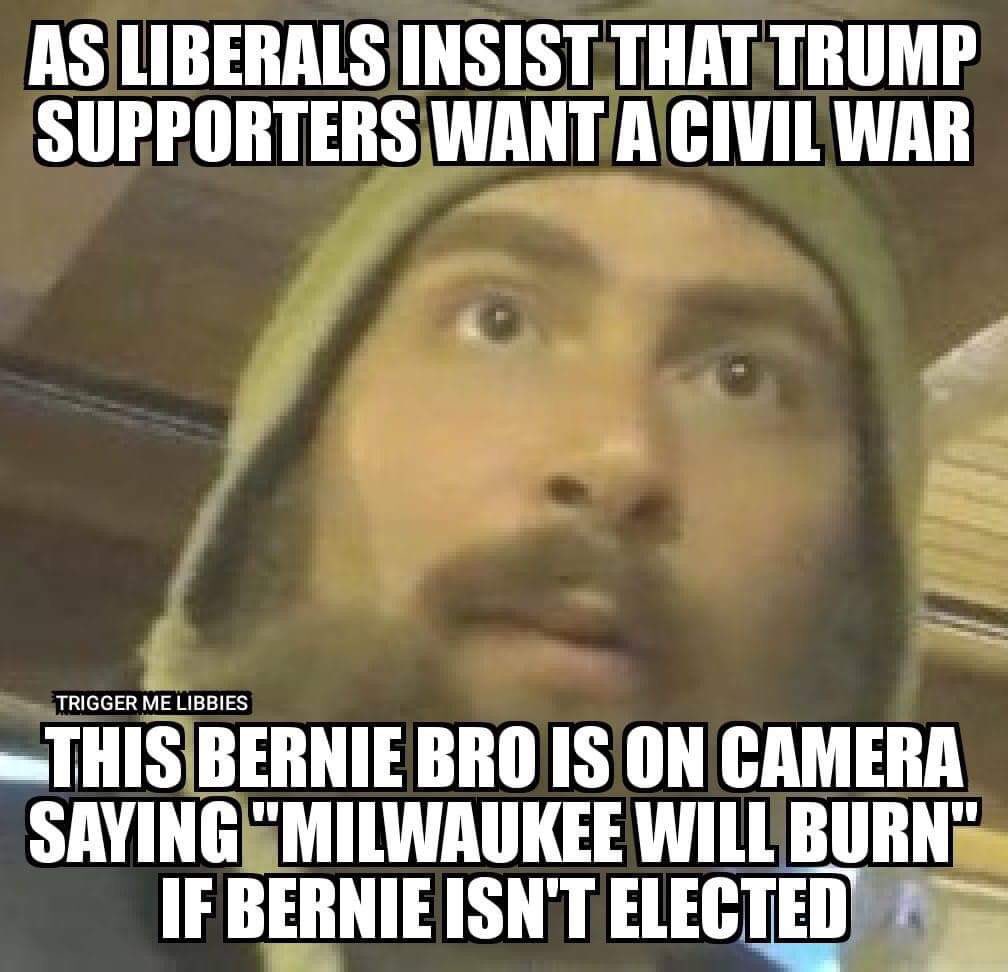 AS LIBERALS INSIST THAT TRUMP
SUPPORTERS WANT A CIVIL WAR
TRIGGER ME LIBBIES
THIS BERNIE BRO IS ON CAMERA
SAYING "MILWAUKEE WILL BURN"
IF BERNIE ISN'T ELECTED